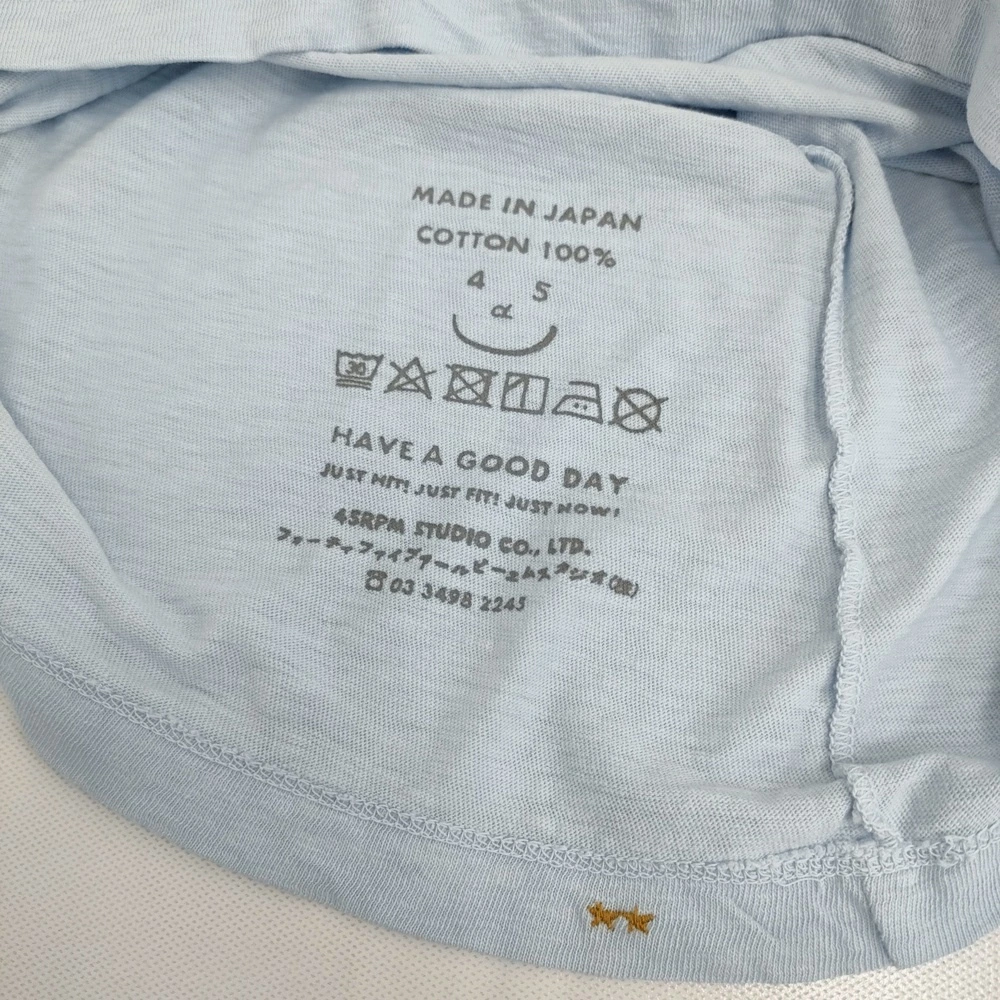 MADE IN JAPAN
COTTON 100%
4 5
d
30
HAVE A GOOD DAY
JUST HIT! JUST FIT! JUST NOW!
45RPM STUDIO CO., LTD.
フォーティファイブアールピーエムスタジオ(株)
☎03 3498 2245